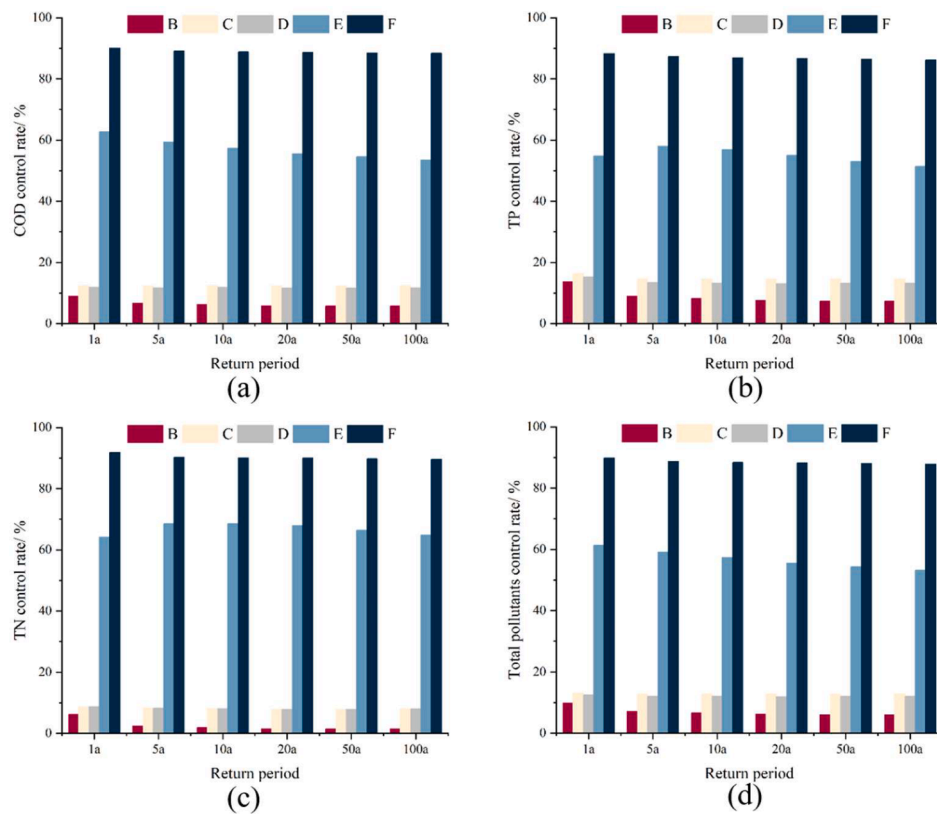 B C D E F
100
80
60
40
20
0
COD control rate/ %
1a 5a 10a 20a 50a 100a
Return period
(a)
B C D E F
100
80
60
40
20
0
TP control rate/ %
1a 5a 10a 20a 50a 100a
Return period
(b)
B C D E F
100
80
60
40
20
0
TN control rate/ %
1a 5a 10a 20a 50a 100a
Return period
(c)
B C D E F
100
80
60
40
20
0
Total pollutants control rate/ %
1a 5a 10a 20a 50a 100a
Return period
(d)